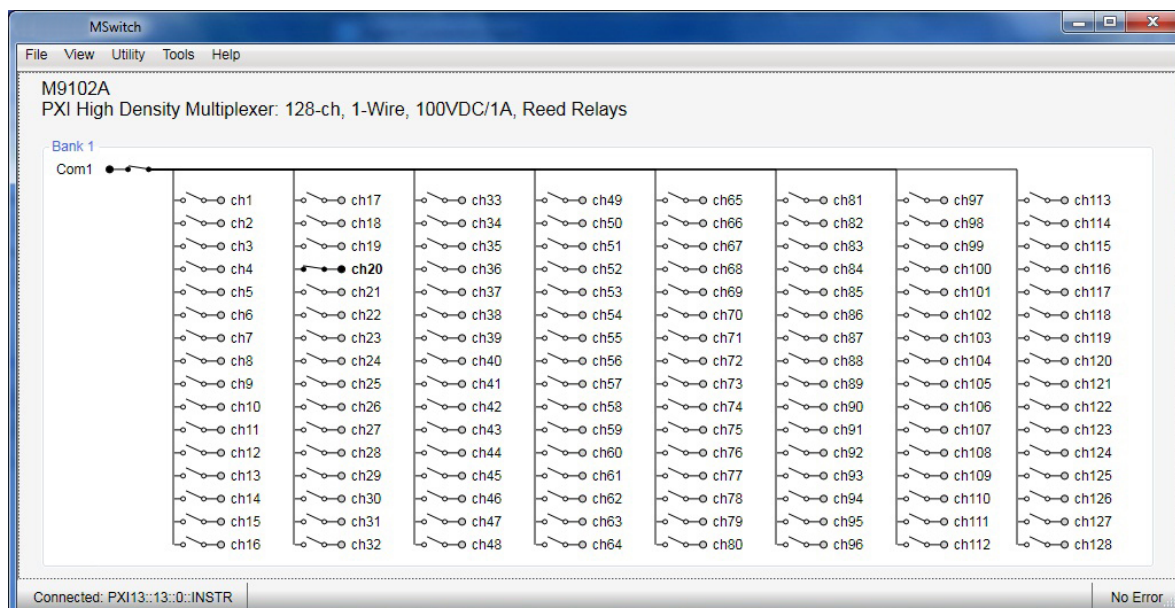 MSwitch
File View Utility Tools Help
M9102A
PXI High Density Multiplexer: 128-ch, 1-Wire, 100VDC/1A, Reed Relays
Bank 1
Com1
ch1 ch17 ch33 ch49 ch65 ch81 ch97 ch113
ch2 ch18 ch34 ch50 ch66 ch82 ch98 ch114
ch3 ch19 ch35 ch51 ch67 ch83 ch99 ch115
ch4 ch20 ch36 ch52 ch68 ch84 ch100 ch116
ch5 ch21 ch37 ch53 ch69 ch85 ch101 ch117
ch6 ch22 ch38 ch54 ch70 ch86 ch102 ch118
ch7 ch23 ch39 ch55 ch71 ch87 ch103 ch119
ch8 ch24 ch40 ch56 ch72 ch88 ch104 ch120
ch9 ch25 ch41 ch57 ch73 ch89 ch105 ch121
ch10 ch26 ch42 ch58 ch74 ch90 ch106 ch122
ch11 ch27 ch43 ch59 ch75 ch91 ch107 ch123
ch12 ch28 ch44 ch60 ch76 ch92 ch108 ch124
ch13 ch29 ch45 ch61 ch77 ch93 ch109 ch125
ch14 ch30 ch46 ch62 ch78 ch94 ch110 ch126
ch15 ch31 ch47 ch63 ch79 ch95 ch111 ch127
ch16 ch32 ch48 ch64 ch80 ch96 ch112 ch128
Connected: PXI13::13::0::INSTR No Error